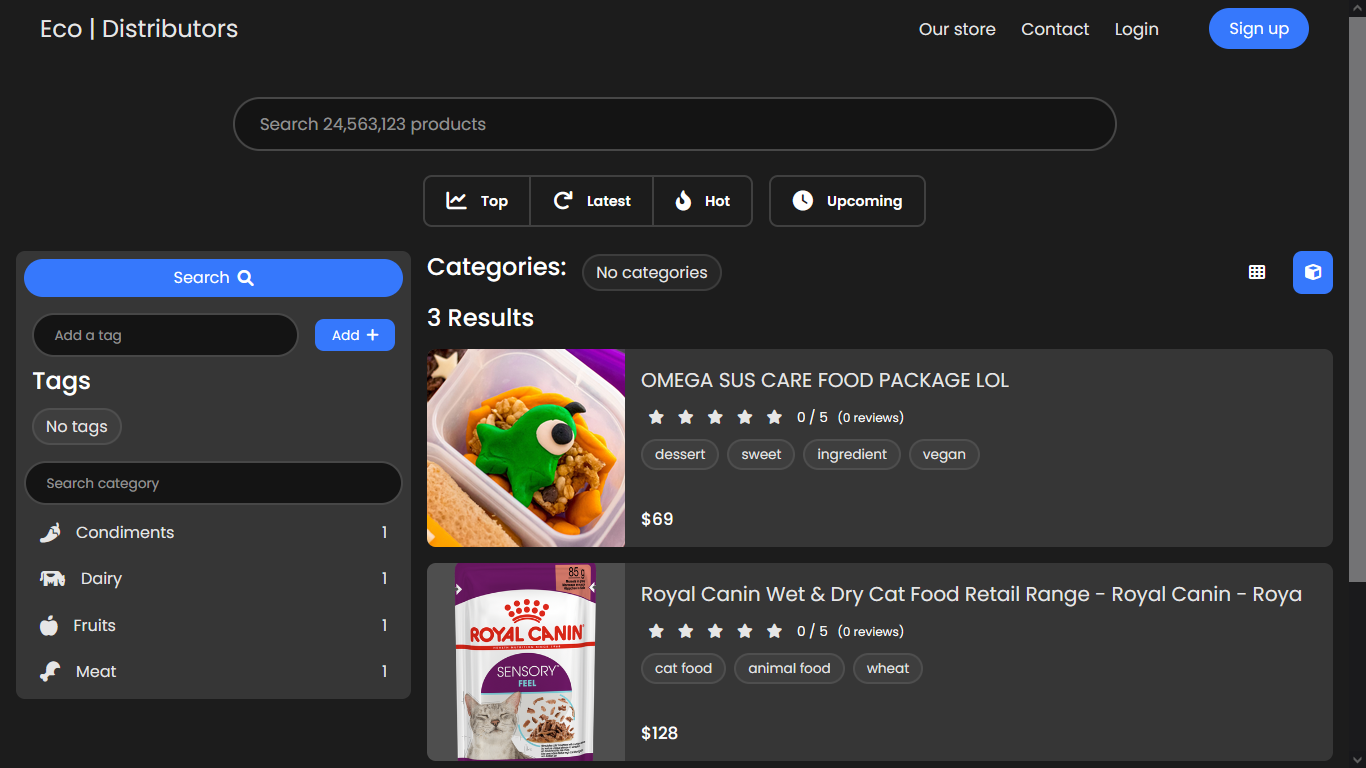 Eco | Distributors
Our store
Contact
Login
Sign up
Search 24,563,123 products
Top
Latest
Hot
Upcoming
Search
Add a tag
Add +
Tags
No tags
Search category
Condiments 1
Dairy 1
Fruits 1
Meat 1
Categories: No categories
3 Results
OMEGA SUS CARE FOOD PACKAGE LOL
0 / 5 (0 reviews)
dessert
sweet
ingredient
vegan
$69
85 g
ROYAL CANIN
SENSORY
FEEL
Royal Canin Wet & Dry Cat Food Retail Range - Royal Canin - Roya
0 / 5 (0 reviews)
cat food
animal food
wheat
$128